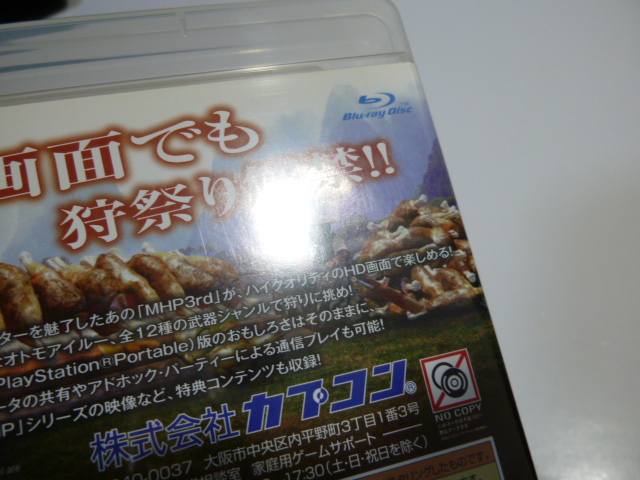 Blu-ray Disc
画面でも
狩祭り解禁!!
ターを魅了したあの「MHP3rd」が、ハイクオリティのHD画面で楽しめる!
とオトモアイルー、全12種の武器ジャンルで狩りに挑め!
PlayStation®Portable)版のおもしろさはそのままに、
ータの共有やアドホック・パーティーによる通信プレイも可能!
P」シリーズの映像など、特典コンテンツも収録!
株式会社 カプコン®
NO COPY
0037 大阪市中央区内平野町3丁目1番3号
相談室 家庭用ゲームサポート
17:30(土・日・祝日を除く)